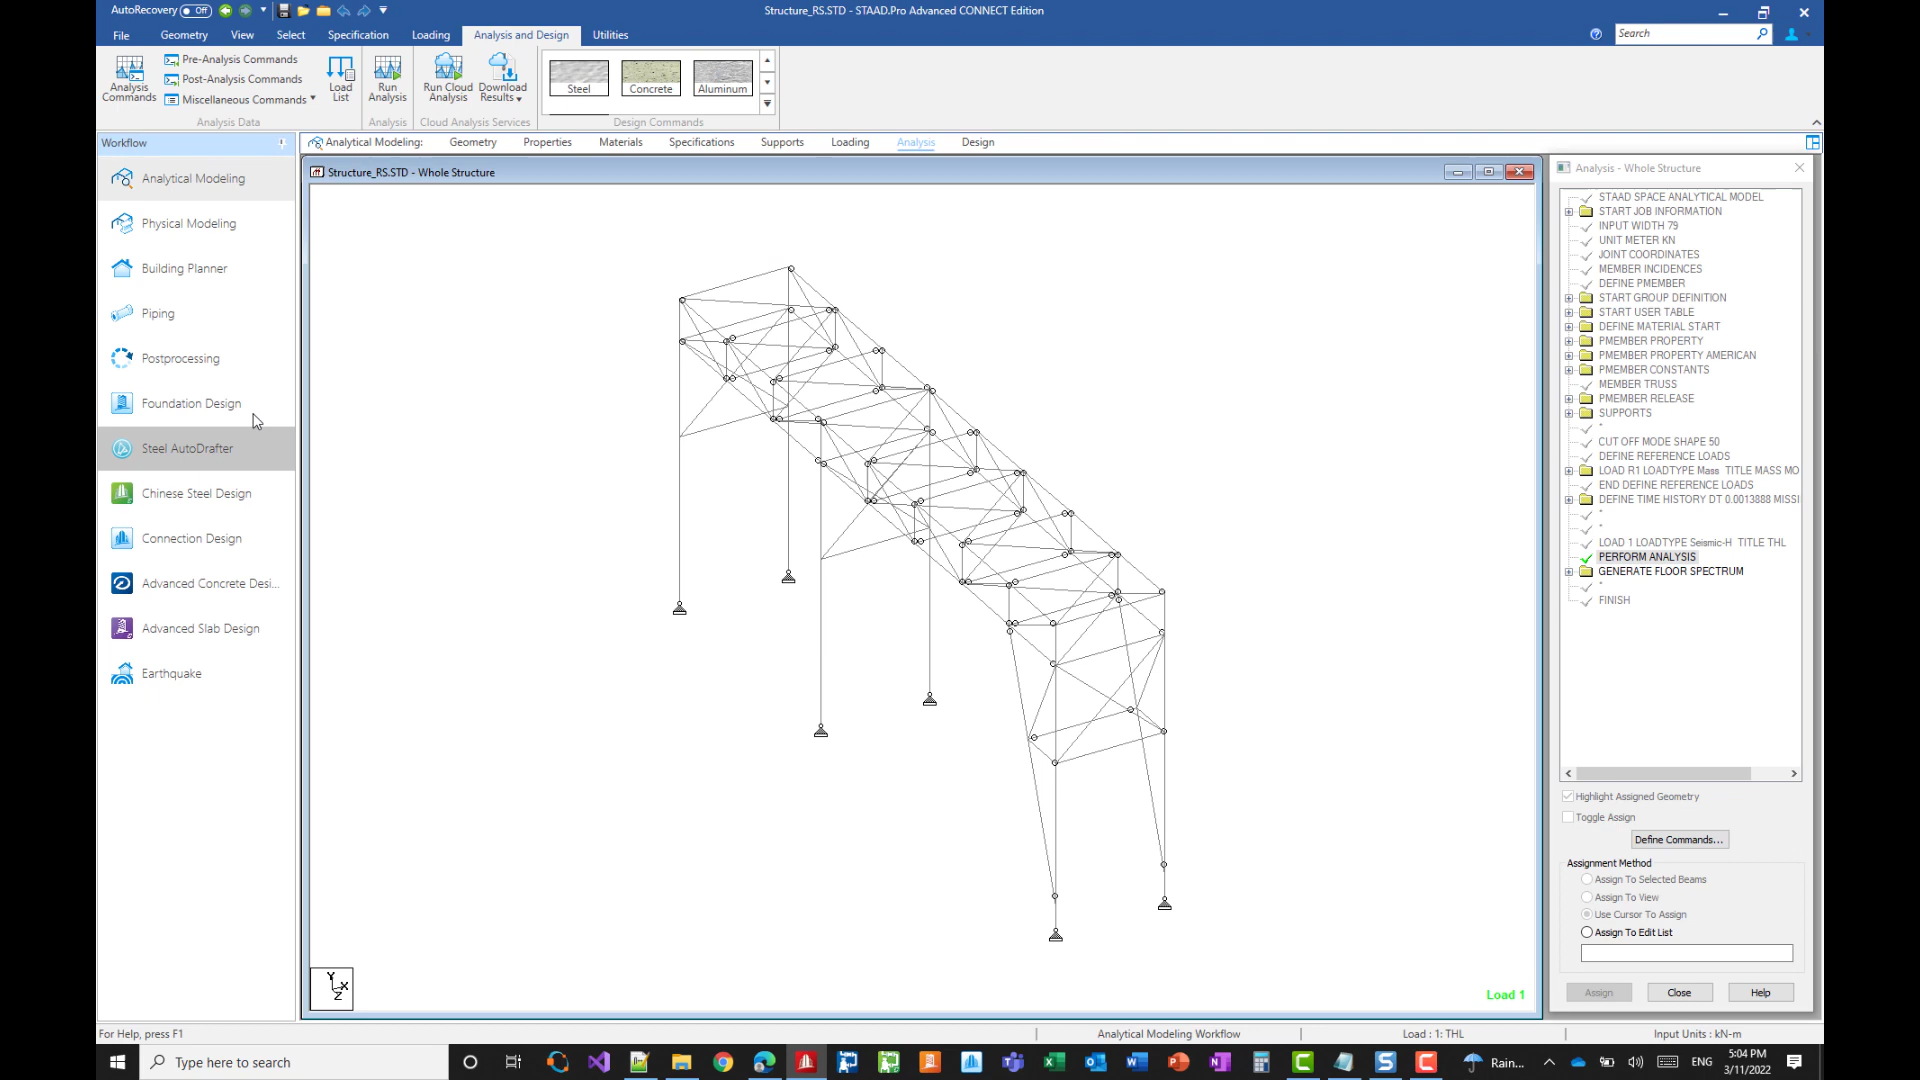 AutoRecovery Off
Structure_RS.STD - STAAD.Pro Advanced CONNECT Edition
File Geometry View Select Specification Loading Analysis and Design Utilities
Search
Analysis Commands
Pre-Analysis Commands
Post-Analysis Commands
Miscellaneous Commands
Load List
Run Analysis
Run Cloud Analysis
Download Results
Steel Concrete Aluminum
Analysis Data Analysis Cloud Analysis Services Design Commands
Workflow
Analytical Modeling: Geometry Properties Materials Specifications Supports Loading Analysis Design
Analytical Modeling
Physical Modeling
Building Planner
Piping
Postprocessing
Foundation Design
Steel AutoDrafter
Chinese Steel Design
Connection Design
Advanced Concrete Desi...
Advanced Slab Design
Earthquake
Structure_RS.STD - Whole Structure
Y
X
Z
Load 1
Analysis - Whole Structure
STAAD SPACE ANALYTICAL MODEL
START JOB INFORMATION
INPUT WIDTH 79
UNIT METER KN
JOINT COORDINATES
MEMBER INCIDENCES
DEFINE PMEMBER
START GROUP DEFINITION
START USER TABLE
DEFINE MATERIAL START
PMEMBER PROPERTY
PMEMBER PROPERTY AMERICAN
PMEMBER CONSTANTS
MEMBER TRUSS
PMEMBER RELEASE
SUPPORTS
*
CUT OFF MODE SHAPE 50
DEFINE REFERENCE LOADS
LOAD R1 LOADTYPE Mass TITLE MASS MO
END DEFINE REFERENCE LOADS
DEFINE TIME HISTORY DT 0.0013888 MISSI
*
*
LOAD 1 LOADTYPE Seismic-H TITLE THL
PERFORM ANALYSIS
GENERATE FLOOR SPECTRUM
*
FINISH
Highlight Assigned Geometry
Toggle Assign
Define Commands...
Assignment Method
Assign To Selected Beams
Assign To View
Use Cursor To Assign
Assign To Edit List
Assign Close Help
For Help, press F1
Analytical Modeling Workflow
Load : 1: THL
Input Units : kN-m
Type here to search
Rain...
ENG
5:04 PM
3/11/2022